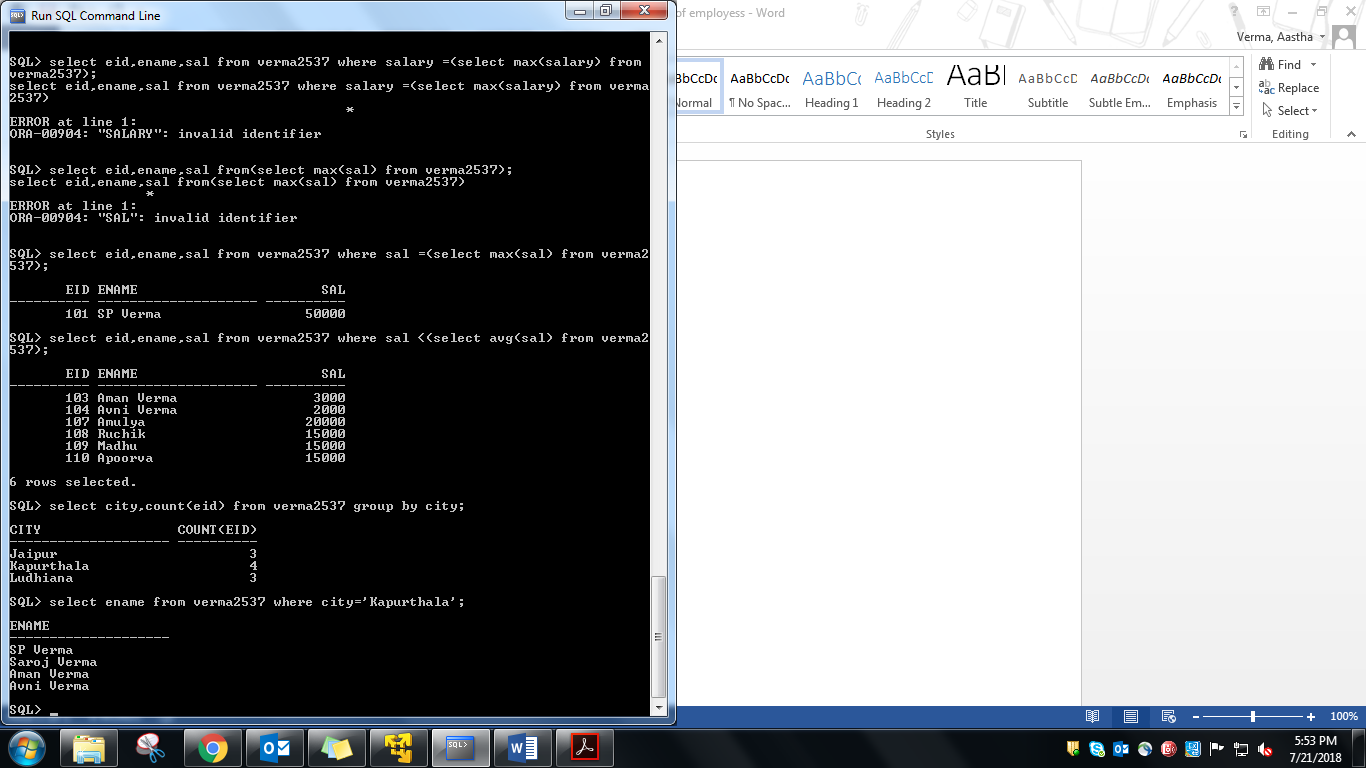 Run SQL Command Line
SQL> select eid,ename,sal from verma2537 where salary =(select max(salary) from
verma2537);
select eid,ename,sal from verma2537 where salary =(select max(salary) from verma
2537)
*
ERROR at line 1:
ORA-00904: "SALARY": invalid identifier
SQL> select eid,ename,sal from(select max(sal) from verma2537);
select eid,ename,sal from(select max(sal) from verma2537)
*
ERROR at line 1:
ORA-00904: "SAL": invalid identifier
SQL> select eid,ename,sal from verma2537 where sal =(select max(sal) from verma2
537);
EID ENAME SAL
---------- -------------------- ----------
101 SP Verma 50000
SQL> select eid,ename,sal from verma2537 where sal <(select avg(sal) from verma2
537);
EID ENAME SAL
---------- -------------------- ----------
103 Aman Verma 3000
104 Avni Verma 2000
107 Amulya 20000
108 Ruchik 15000
109 Madhu 15000
110 Apoorva 15000
6 rows selected.
SQL> select city,count(eid) from verma2537 group by city;
CITY COUNT(EID)
-------------------- ----------
Jaipur 3
Kapurthala 4
Ludhiana 3
SQL> select ename from verma2537 where city='Kapurthala';
ENAME
--------------------
SP Verma
Saroj Verma
Aman Verma
Avni Verma
SQL> _
of employess - Word
Verma, Aastha
AaBbCcDc AaBbCcDc AaBbCc AaBbCcD AaBl AaBbCcD AaBbCcDc AaBbCcDc
Normal ¶ No Spac... Heading 1 Heading 2 Title Subtitle Subtle Em... Emphasis
Styles
Find
Replace
Select
Editing
100%
5:53 PM
7/21/2018